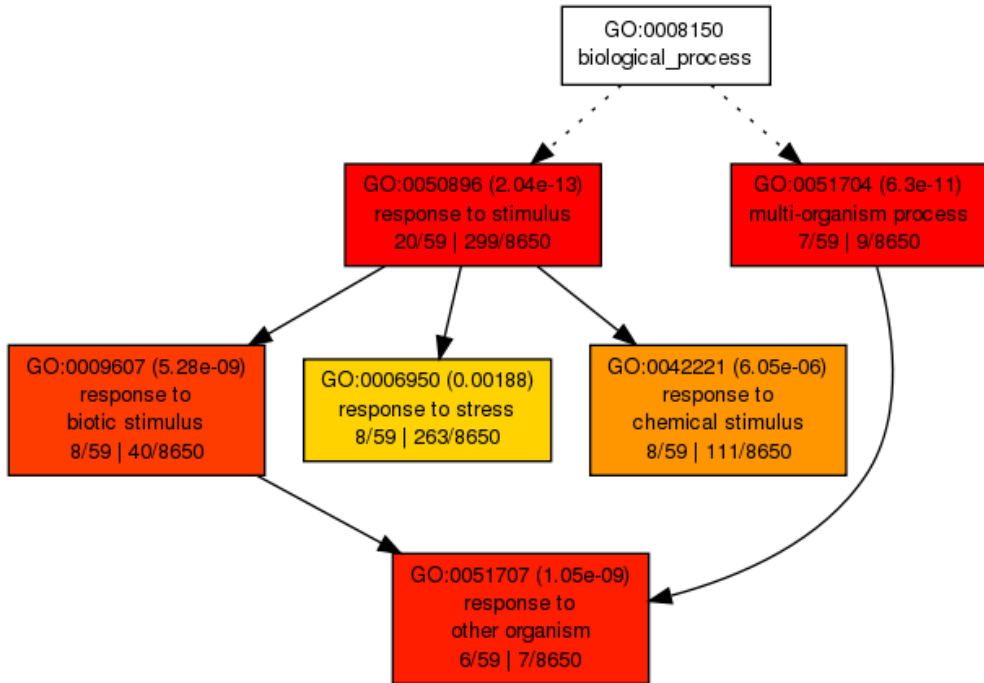 GO:0008150
biological_process
GO:0050896 (2.04e-13)
response to stimulus
20/59 | 299/8650
GO:0051704 (6.3e-11)
multi-organism process
7/59 | 9/8650
GO:0009607 (5.28e-09)
response to
biotic stimulus
8/59 | 40/8650
GO:0006950 (0.00188)
response to stress
8/59 | 263/8650
GO:0042221 (6.05e-06)
response to
chemical stimulus
8/59 | 111/8650
GO:0051707 (1.05e-09)
response to
other organism
6/59 | 7/8650